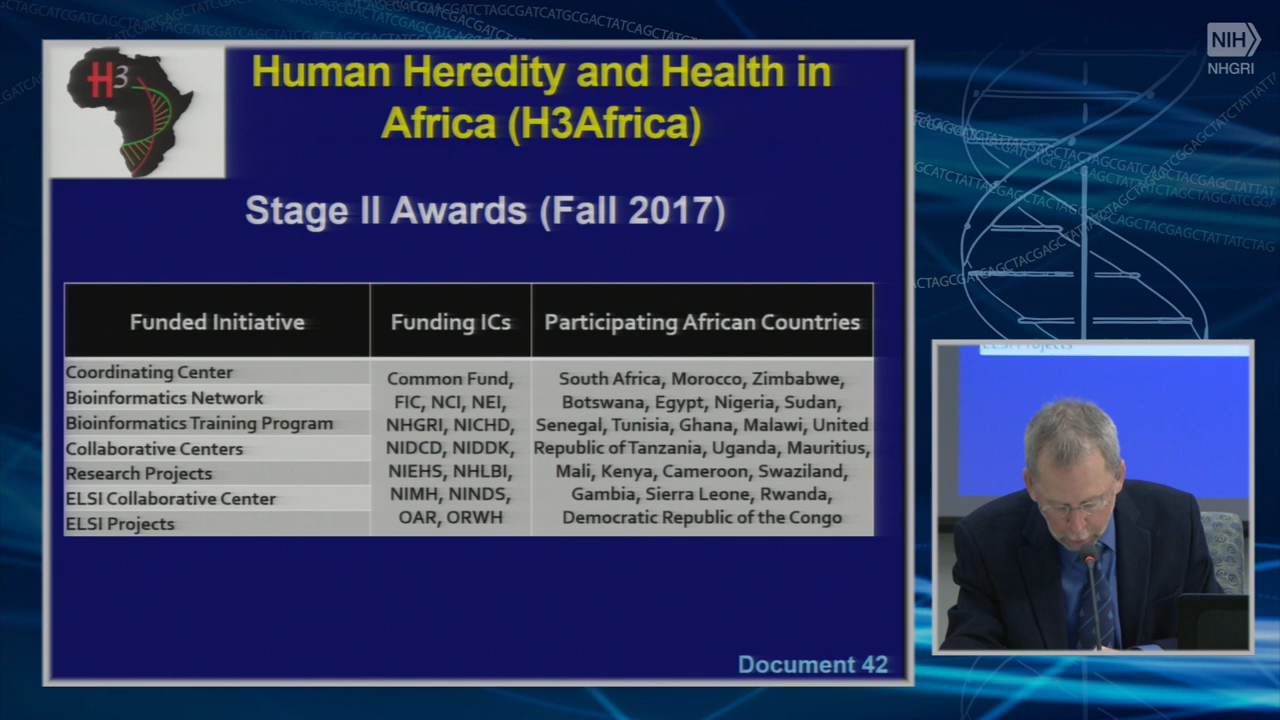 NIH
NHGRI
H3
Human Heredity and Health in
Africa (H3Africa)
Stage II Awards (Fall 2017)
Funded Initiative
Funding ICs
Participating African Countries
Coordinating Center
Bioinformatics Network
Bioinformatics Training Program
Collaborative Centers
Research Projects
ELSI Collaborative Center
ELSI Projects
Common Fund,
FIC, NCI, NEI,
NHGRI, NICHD,
NIDCD, NIDDK,
NIEHS, NHLBI,
NIMH, NINDS,
OAR, ORWH
South Africa, Morocco, Zimbabwe,
Botswana, Egypt, Nigeria, Sudan,
Senegal, Tunisia, Ghana, Malawi, United
Republic of Tanzania, Uganda, Mauritius,
Mali, Kenya, Cameroon, Swaziland,
Gambia, Sierra Leone, Rwanda,
Democratic Republic of the Congo
Document 42